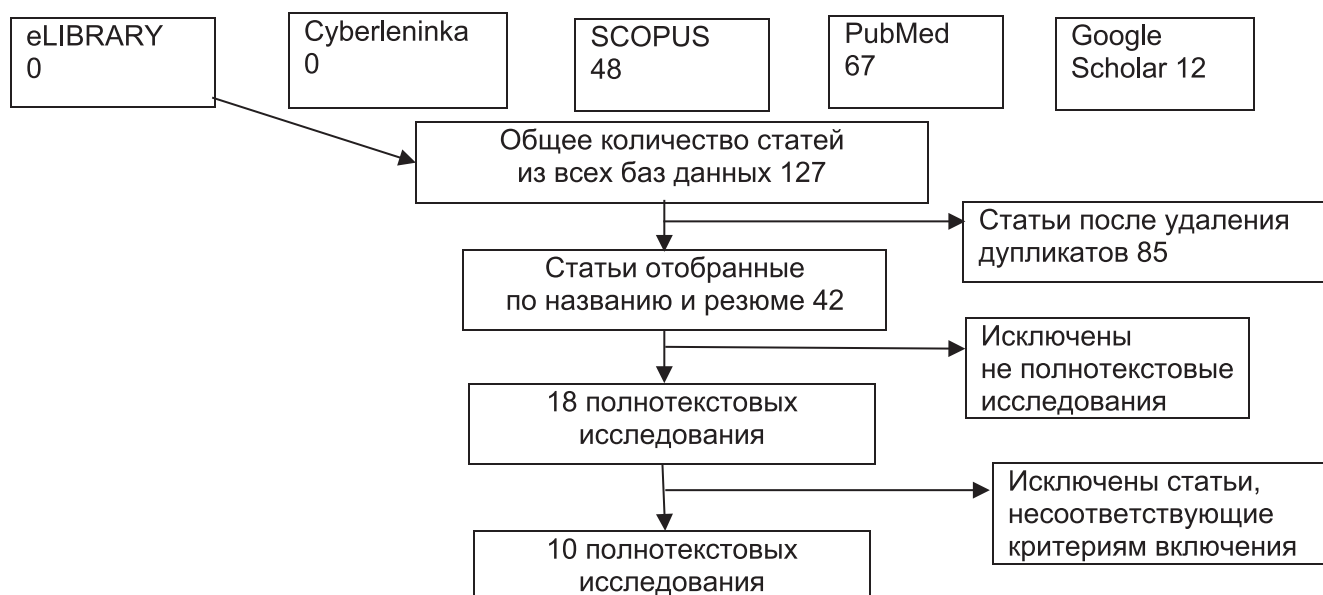 eLIBRARY
0
Cyberleninka
0
SCOPUS
48
PubMed
67
Google
Scholar 12
Общее количество статей
из всех баз данных 127
Статьи после удаления
дупликатов 85
Статьи отобранные
по названию и резюме 42
Исключены
не полнотекстовые
исследования
18 полнотекстовых
исследования
Исключены статьи,
несоответствующие
критериям включения
10 полнотекстовых
исследования